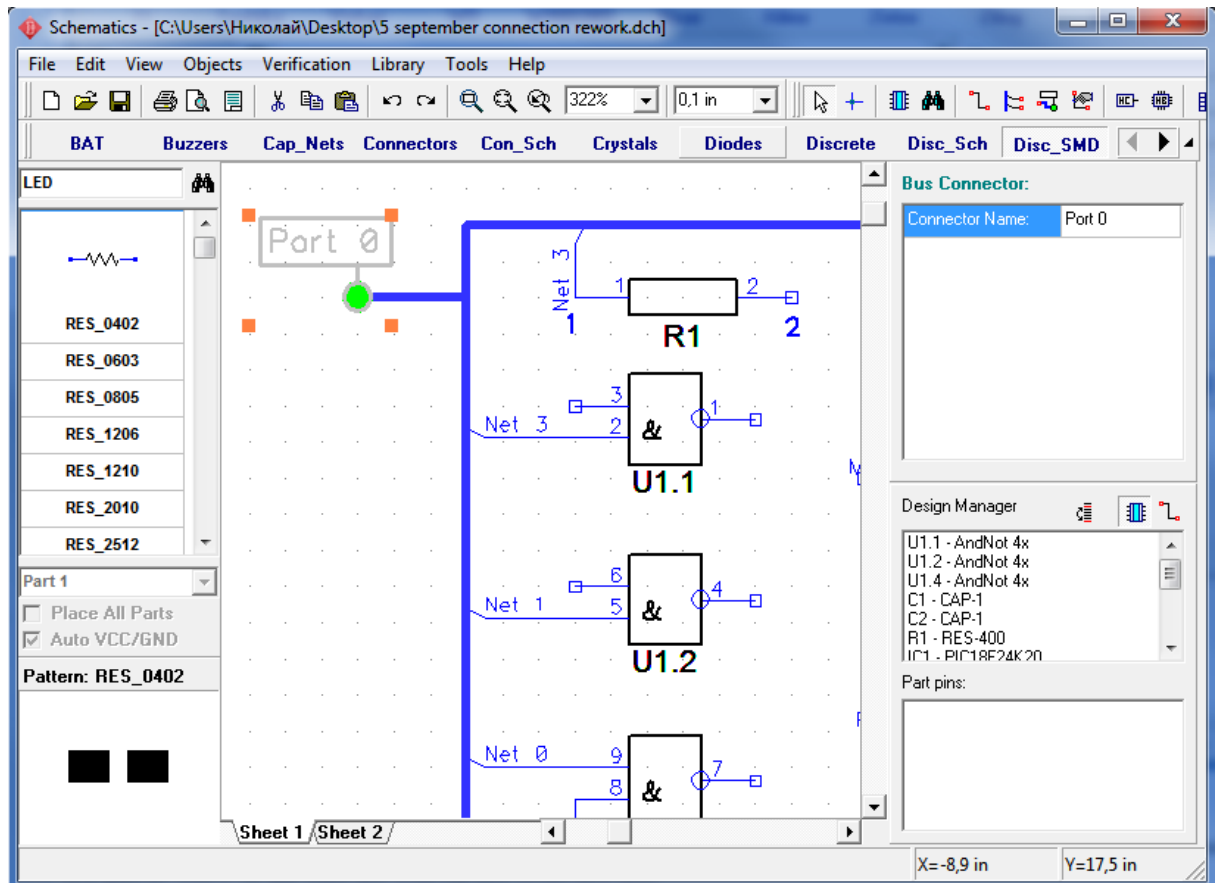 Schematics - [C:\Users\Николай\Desktop\5 september connection rework.dch]
File Edit View Objects Verification Library Tools Help
322% 0,1 in
BAT Buzzers Cap_Nets Connectors Con_Sch Crystals Diodes Discrete Disc_Sch Disc_SMD
LED
RES_0402
RES_0603
RES_0805
RES_1206
RES_1210
RES_2010
RES_2512
Part 1
Place All Parts
Auto VCC/GND
Pattern: RES_0402
Port 0
Net 3
1 2
1 2
R1
3
Net 3 2 & 1
U1.1
6
Net 1 5 & 4
U1.2
Net 0 9
8 & 7
Sheet 1 Sheet 2
Bus Connector:
Connector Name: Port 0
Design Manager
U1.1 - AndNot 4x
U1.2 - AndNot 4x
U1.4 - AndNot 4x
C1 - CAP-1
C2 - CAP-1
R1 - RES-400
IC1 - PIC18F24K20
Part pins:
X=-8,9 in Y=17,5 in